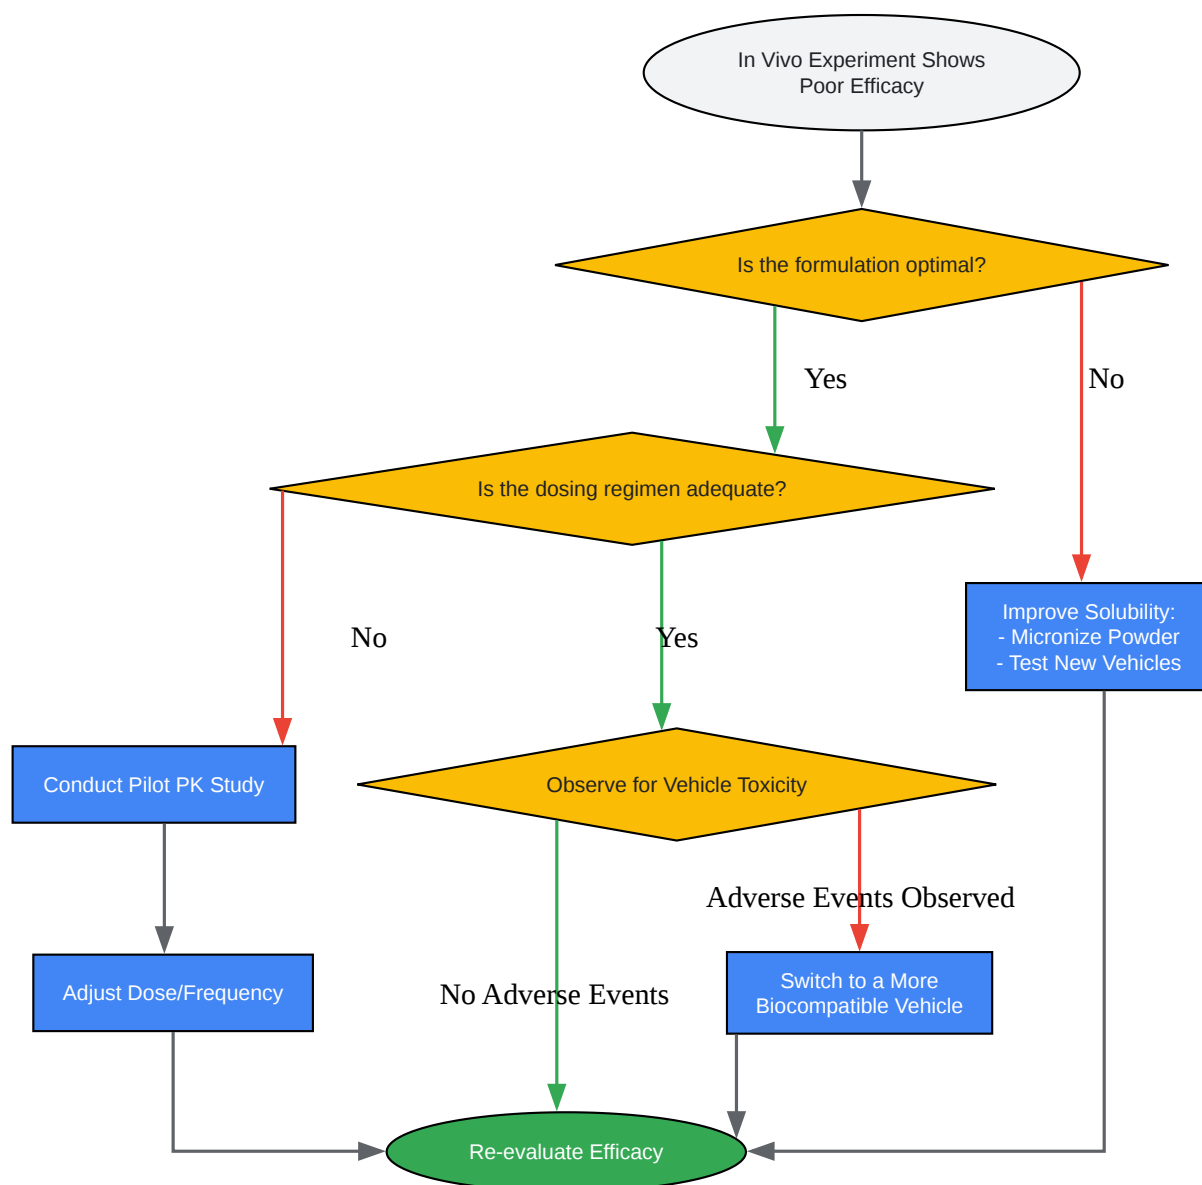 In Vivo Experiment Shows
Poor Efficacy
Is the formulation optimal?
Yes
No
Is the dosing regimen adequate?
No
Yes
Improve Solubility:
- Micronize Powder
- Test New Vehicles
Conduct Pilot PK Study
Observe for Vehicle Toxicity
Adverse Events Observed
Adjust Dose/Frequency
No Adverse Events
Switch to a More
Biocompatible Vehicle
Re-evaluate Efficacy